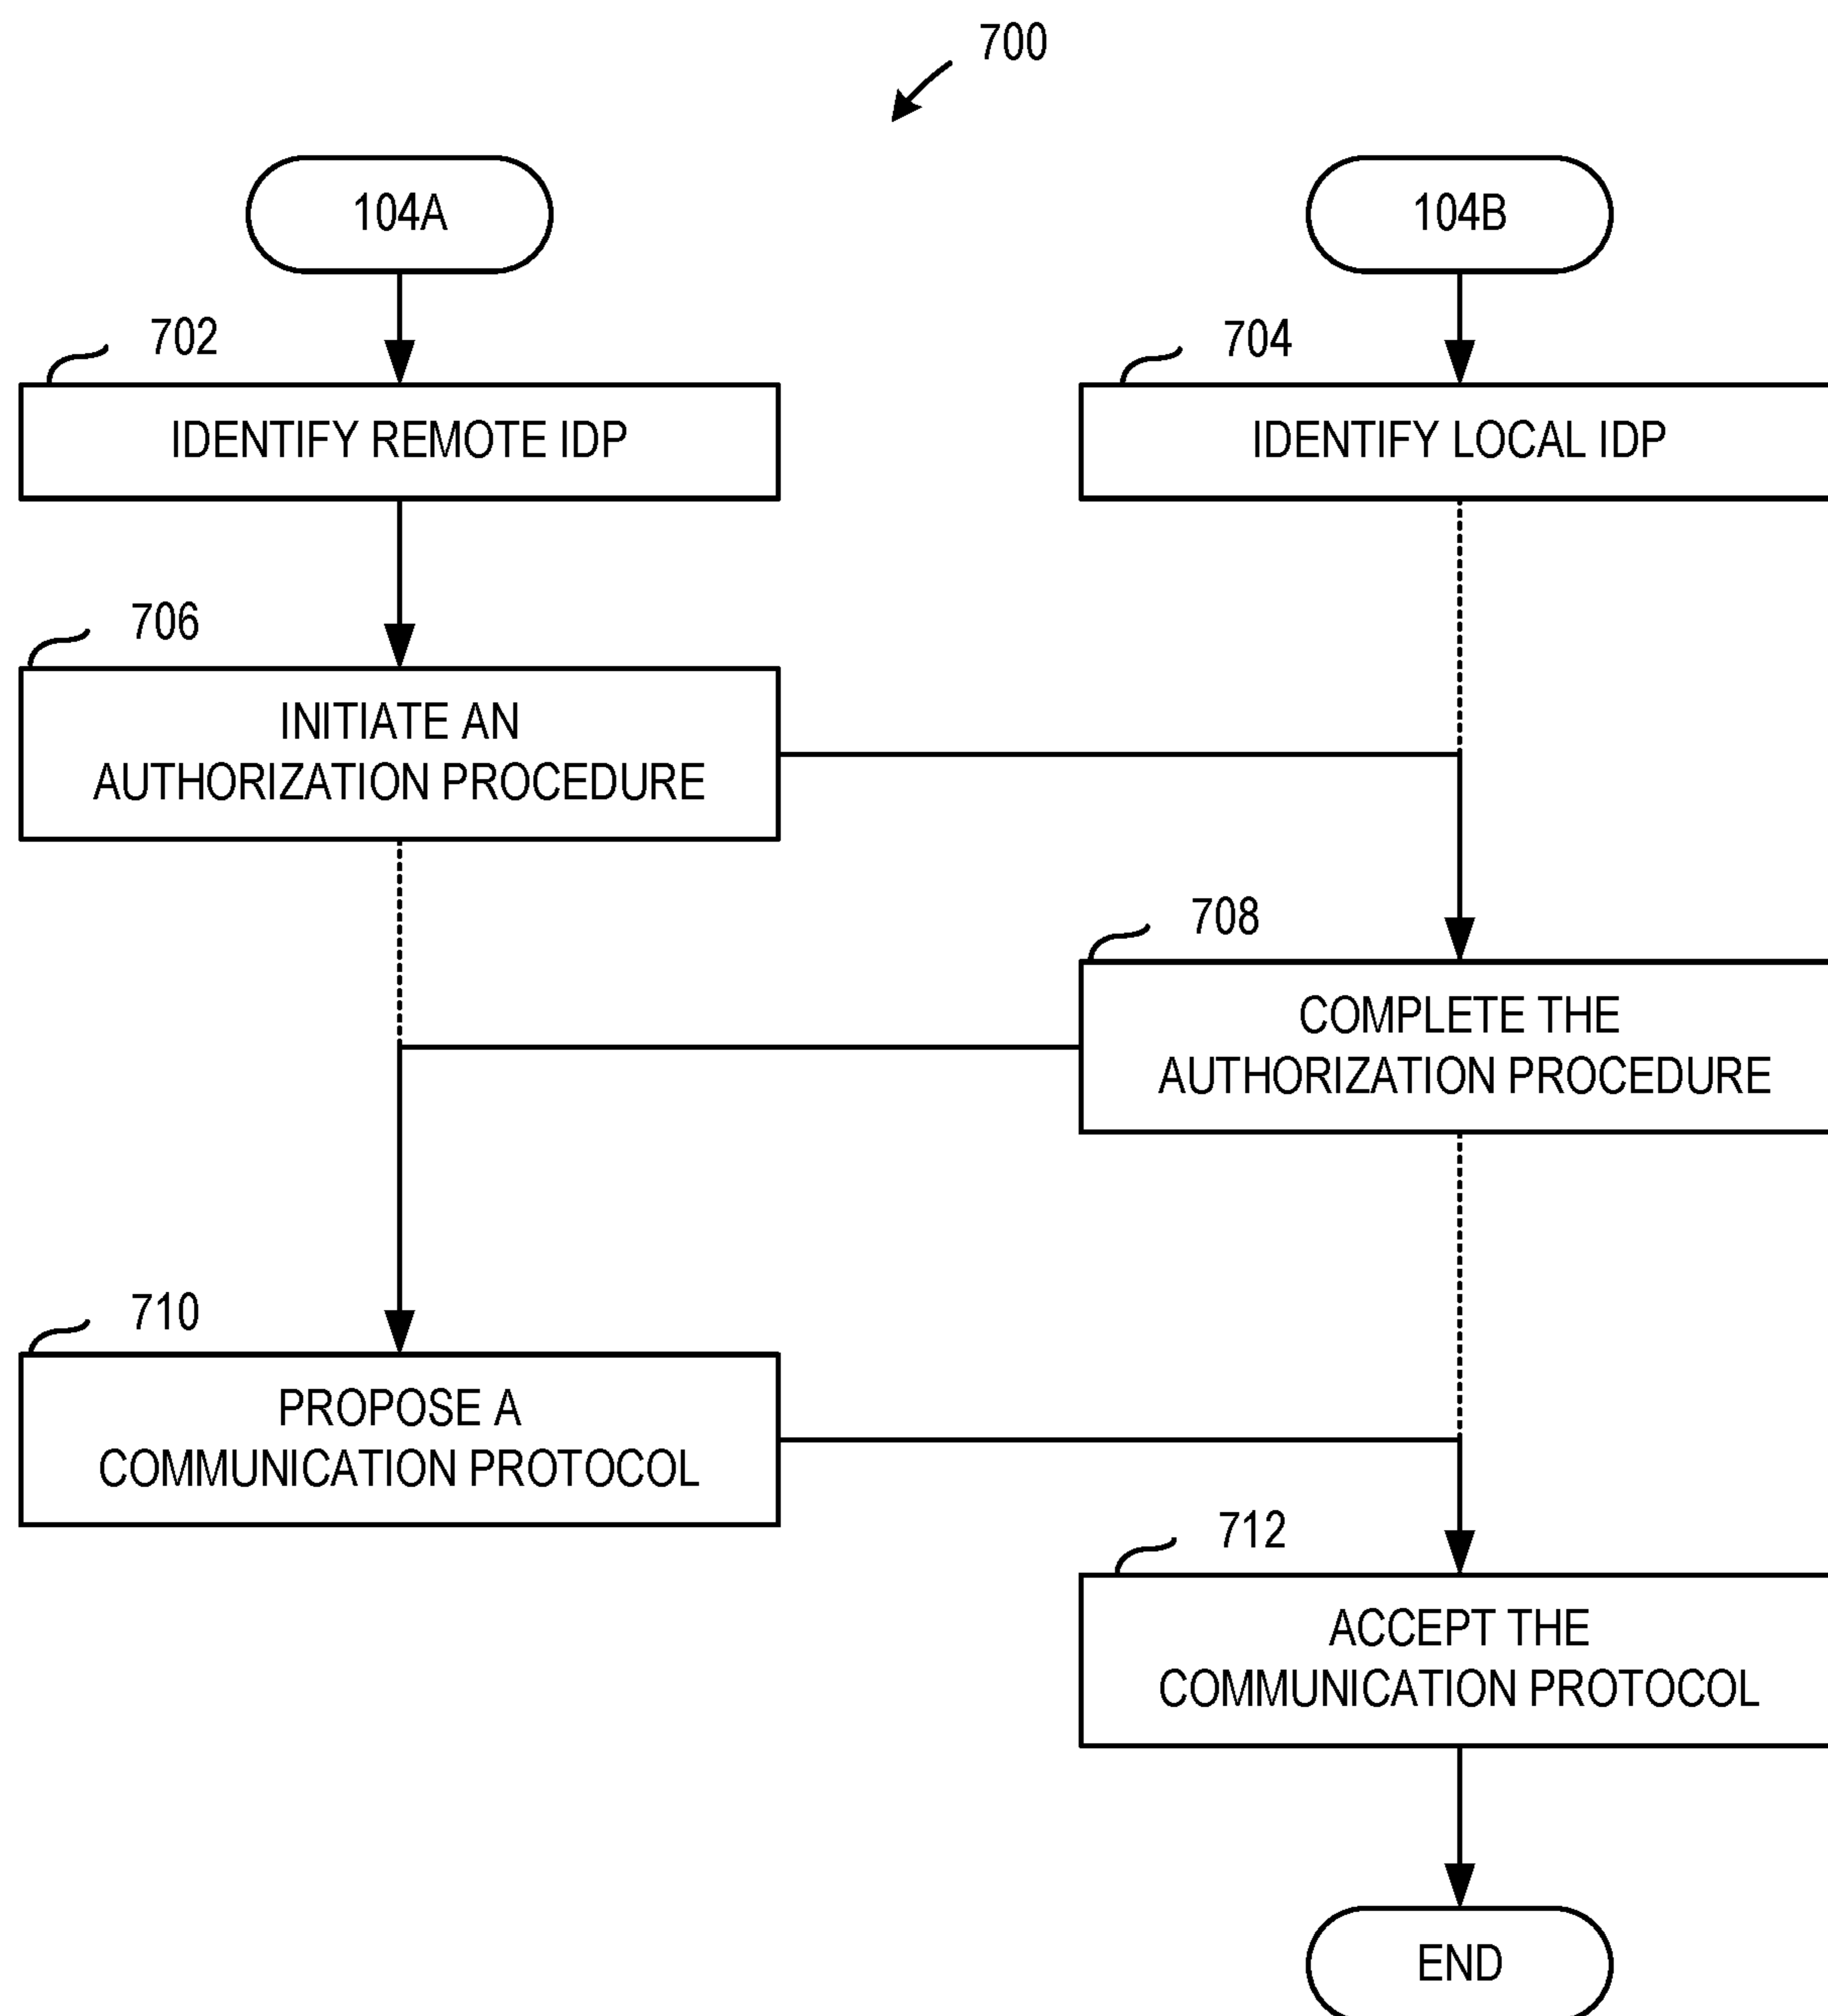 700
104A
104B
702
704
IDENTIFY REMOTE IDP
IDENTIFY LOCAL IDP
706
INITIATE AN
AUTHORIZATION PROCEDURE
708
COMPLETE THE
AUTHORIZATION PROCEDURE
710
PROPOSE A
COMMUNICATION PROTOCOL
712
ACCEPT THE
COMMUNICATION PROTOCOL
END